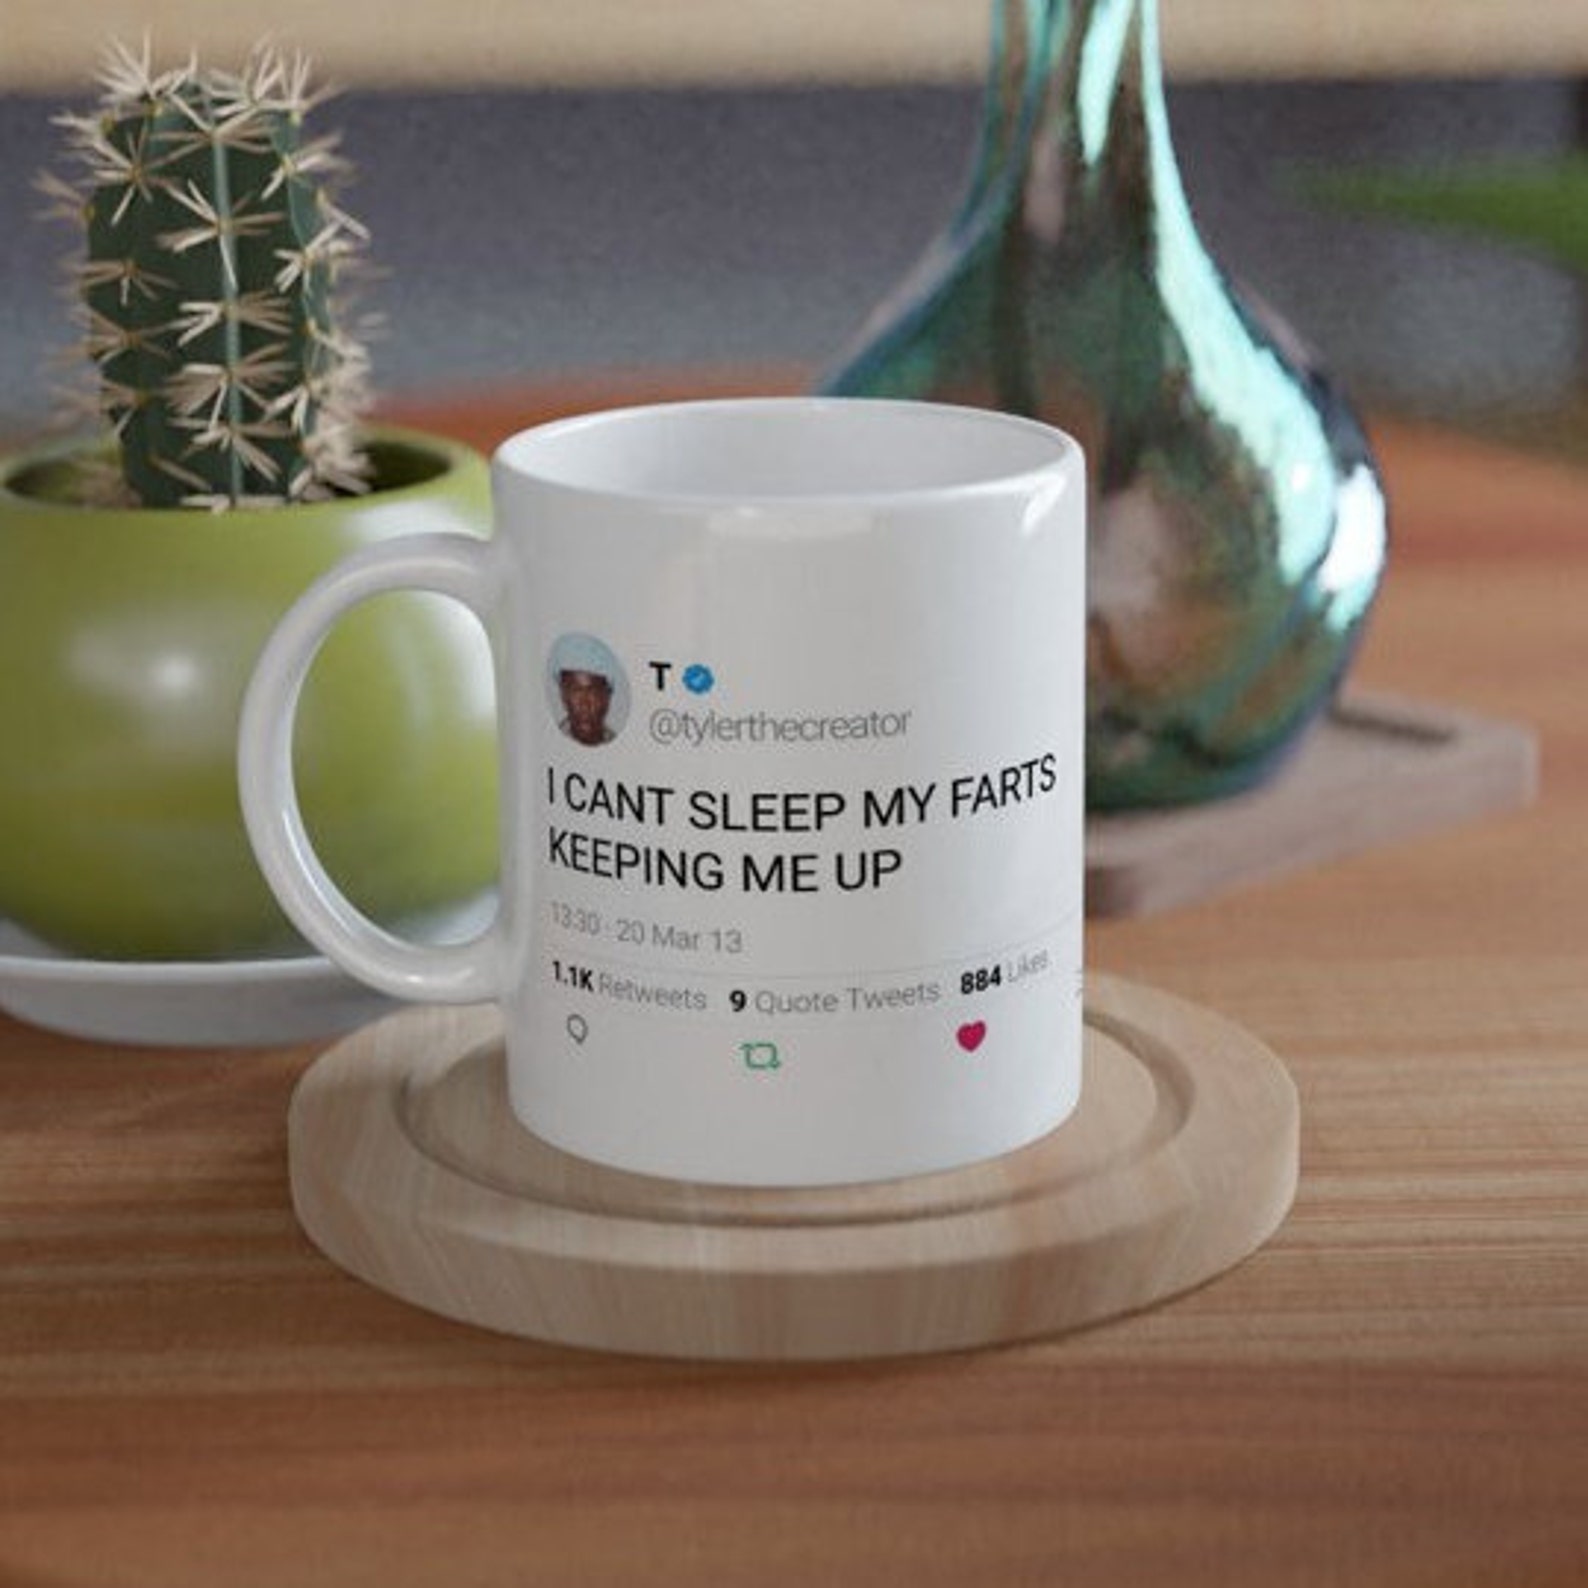 T
@tylerthecreator
I CANT SLEEP MY FARTS
KEEPING ME UP
13:30 · 20 Mar 13
1.1K Retweets 9 Quote Tweets 884 Likes